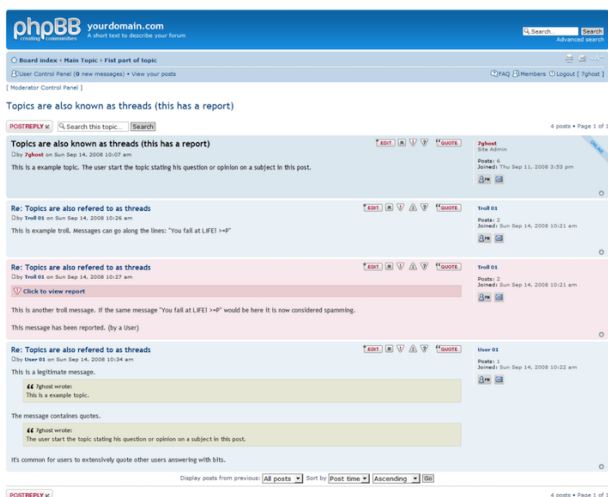 phpBB
creating communities
yourdomain.com
A short text to describe your forum
Search... Search
Advanced search
Board index ‹ Main Topic ‹ Fist part of topic
User Control Panel (0 new messages) • View your posts
FAQ Members Logout [ 7ghost ]
[ Moderator Control Panel ]
Topics are also known as threads (this has a report)
POSTREPLY Search this topic... Search
4 posts • Page 1 of 1
Topics are also known as threads (this has a report)
by 7ghost on Sun Sep 14, 2008 10:07 am
This is a example topic. The user start the topic stating his question or opinion on a subject in this post.
EDIT QUOTE
7ghost
Site Admin
Posts: 6
Joined: Thu Sep 11, 2008 3:53 pm
ONLINE
Re: Topics are also refered to as threads
by Troll 01 on Sun Sep 14, 2008 10:26 am
This is example troll. Messages can go along the lines: "You fail at LIFE! >=P"
EDIT QUOTE
Troll 01
Posts: 2
Joined: Sun Sep 14, 2008 10:21 am
Re: Topics are also refered to as threads
by Troll 01 on Sun Sep 14, 2008 10:27 am
Click to view report
This is another troll message. If the same message "You fail at LIFE! >=P" would be here it is now considered spamming.
This message has been reported. (by a User)
EDIT QUOTE
Troll 01
Posts: 2
Joined: Sun Sep 14, 2008 10:21 am
Re: Topics are also refered to as threads
by User 01 on Sun Sep 14, 2008 10:34 am
This is a legitimate message.
7ghost wrote:
This is a example topic.
The message containes quotes.
7ghost wrote:
The user start the topic stating his question or opinion on a subject in this post.
It's common for users to extensively quote other users answering with bits.
EDIT QUOTE
User 01
Posts: 1
Joined: Sun Sep 14, 2008 10:22 am
Display posts from previous: All posts Sort by Post time Ascending Go
POSTREPLY
4 posts • Page 1 of 1